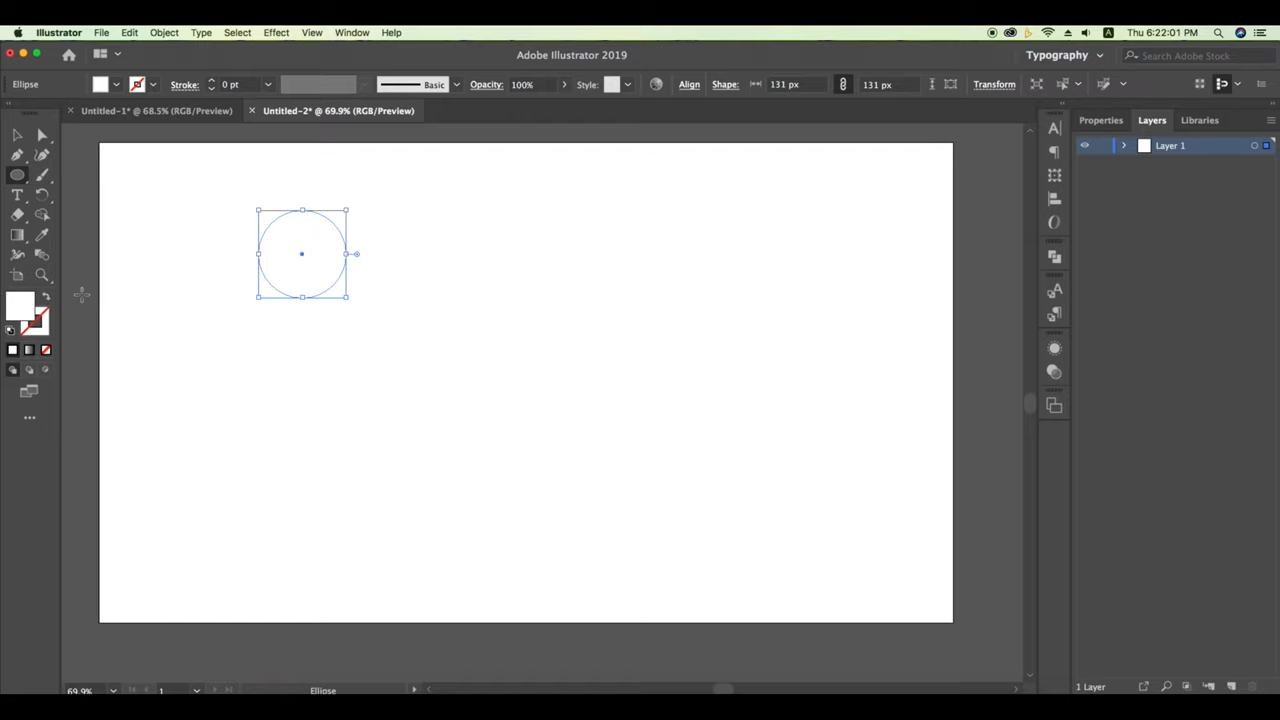 Illustrator File Edit Object Type Select Effect View Window Help A Thu 6:22:01 PM
Adobe Illustrator 2019 Typography Search Adobe Stock
Ellipse Stroke: 0 pt Basic Opacity: 100% Style: Shape: 131 px 131 px Transform Align
Untitled-1* @ 68.5% (RGB/Preview) Untitled-2* @ 69.9% (RGB/Preview)
Properties Layers Libraries
Layer 1
69.9% 1 Ellipse 1 Layer